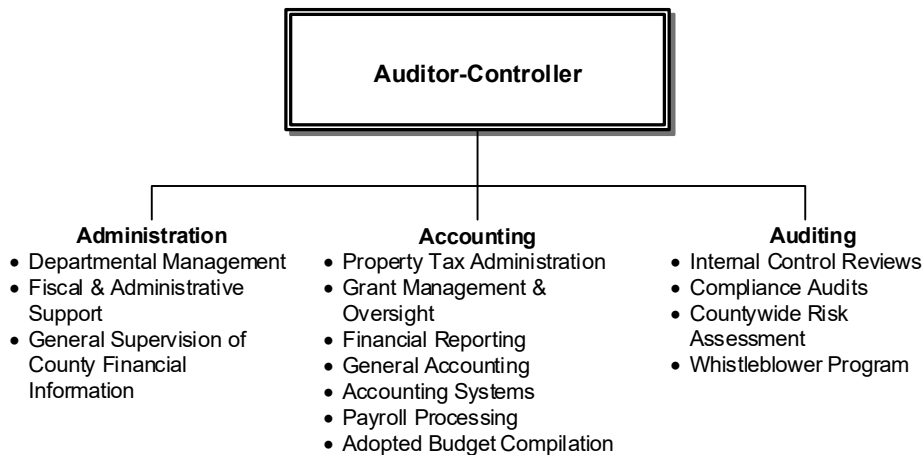 Auditor-Controller
Administration
• Departmental Management
• Fiscal & Administrative
Support
• General Supervision of
County Financial
Information
Accounting
• Property Tax Administration
• Grant Management &
Oversight
• Financial Reporting
• General Accounting
• Accounting Systems
• Payroll Processing
• Adopted Budget Compilation
Auditing
• Internal Control Reviews
• Compliance Audits
• Countywide Risk
Assessment
• Whistleblower Program